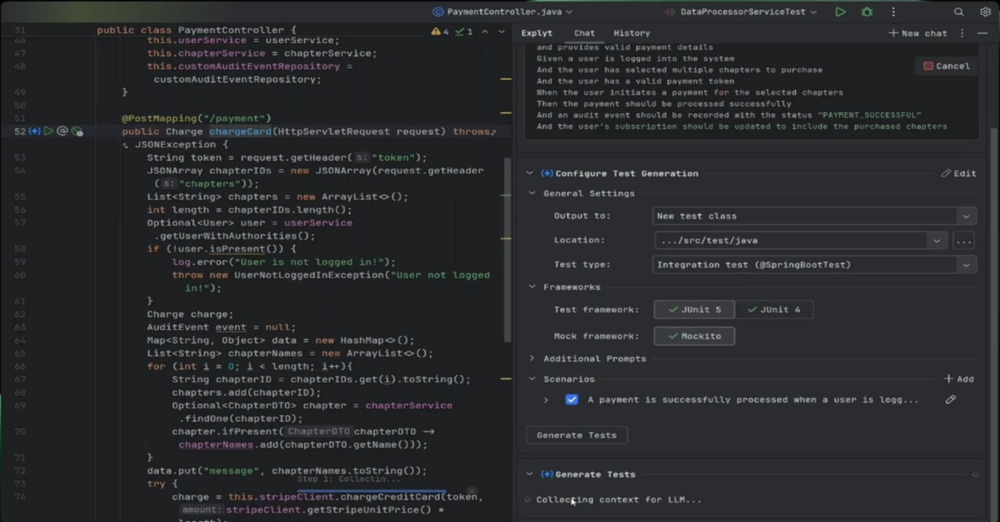 PaymentController.java
DataProcessorServiceTest
31 public class PaymentController {
4 1
46 this.userService = userService;
47 this.chapterService = chapterService;
48 this.customAuditEventRepository =
customAuditEventRepository;
49 }
50
51 @PostMapping("/payment")
52 public Charge chargeCard(HttpServletRequest request) throws
JSONException {
53 String token = request.getHeader( s: "token");
54 JSONArray chapterIDs = new JSONArray(request.getHeader
( s: "chapters"));
55 List<String> chapters = new ArrayList<>();
56 int length = chapterIDs.length();
57 Optional<User> user = userService
.getUserWithAuthorities();
58 if (!user.isPresent()) {
59 log.error("User is not logged in!");
60 throw new UserNotLoggedInException("User not logged
in!");
61 }
62 Charge charge;
63 AuditEvent event = null;
64 Map<String, Object> data = new HashMap<>();
65 List<String> chapterNames = new ArrayList<>();
66 for (int i = 0; i < length; i++){
67 String chapterID = chapterIDs.get(i).toString();
68 chapters.add(chapterID);
69 Optional<ChapterDTO> chapter = chapterService
.findOne(chapterID);
70 chapter.ifPresent( ChapterDTO chapterDTO →
chapterNames.add(chapterDTO.getName()));
71 }
72 data.put("message", chapterNames.toString());
Step 1: Collectin...
73 try {
74 charge = this.stripeClient.chargeCreditCard(token,
amount: stripeClient.getStripeUnitPrice() *
length);
Explyt Chat History
+ New chat
and provides valid payment details
Given a user is logged into the system
Cancel
And the user has selected multiple chapters to purchase
And the user has a valid payment token
When the user initiates a payment for the selected chapters
Then the payment should be processed successfully
And an audit event should be recorded with the status "PAYMENT_SUCCESSFUL"
And the user's subscription should be updated to include the purchased chapters
Configure Test Generation
Edit
General Settings
Output to: New test class
Location: .../src/test/java ...
Test type: Integration test (@SpringBootTest)
Frameworks
Test framework: JUnit 5 JUnit 4
Mock framework: Mockito
Additional Prompts
Scenarios
+ Add
A payment is successfully processed when a user is logg...
Generate Tests
Generate Tests
Collecting context for LLM...